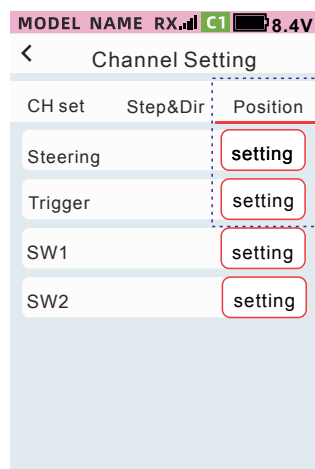 MODEL NAME RX C1 8.4V
< Channel Setting
CH set Step&Dir Position
Steering setting
Trigger setting
SW1 setting
SW2 setting